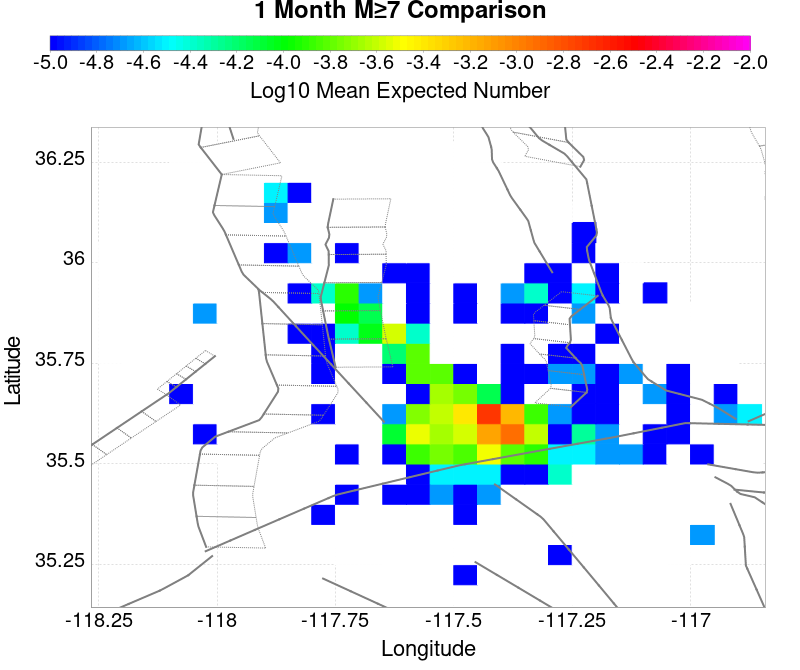 1 Month M≥7 Comparison
-5.0 -4.8 -4.6 -4.4 -4.2 -4.0 -3.8 -3.6 -3.4 -3.2 -3.0 -2.8 -2.6 -2.4 -2.2 -2.0
Log10 Mean Expected Number
36.25
36
35.75
35.5
35.25
Latitude
-118.25 -118 -117.75 -117.5 -117.25 -117
Longitude